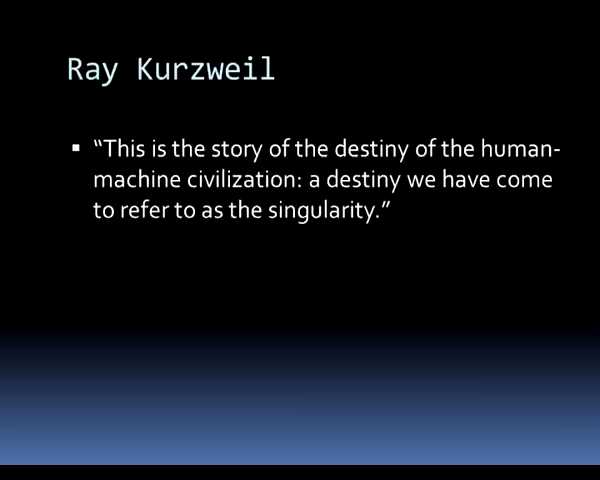 Ray Kurzweil
▪ “This is the story of the destiny of the human-
machine civilization: a destiny we have come
to refer to as the singularity.”